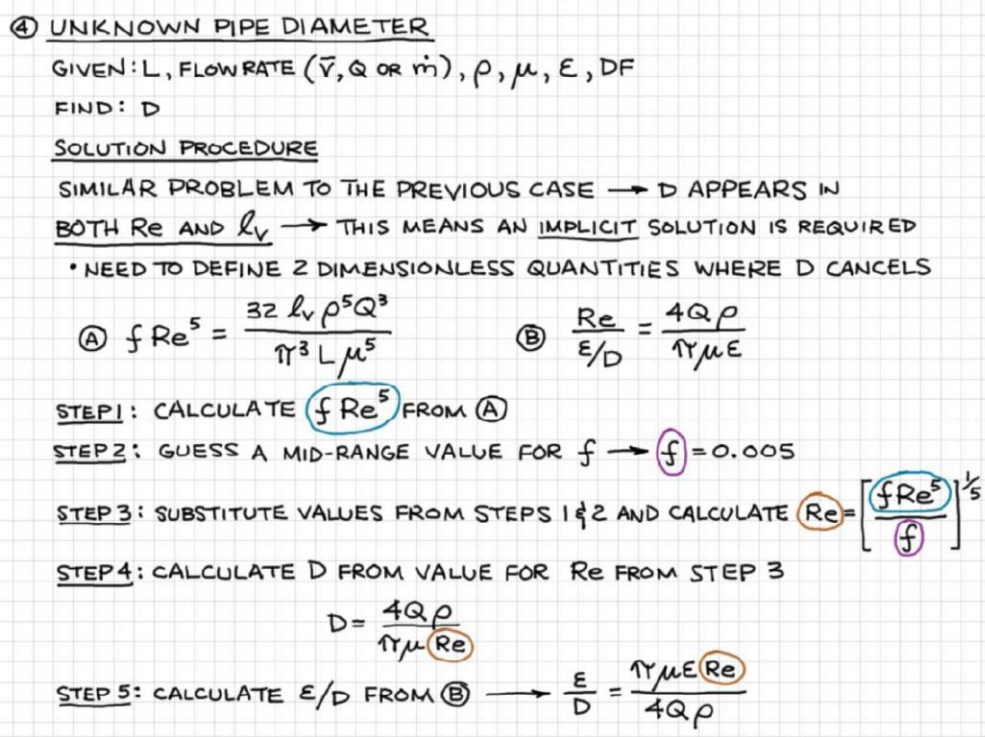 ④ UNKNOWN PIPE DIAMETER
GIVEN: L, FLOW RATE (V̄, Q OR ṁ), ρ, μ, ε, DF
FIND: D
SOLUTION PROCEDURE
SIMILAR PROBLEM TO THE PREVIOUS CASE → D APPEARS IN
BOTH Re AND ℓv → THIS MEANS AN IMPLICIT SOLUTION IS REQUIRED
• NEED TO DEFINE 2 DIMENSIONLESS QUANTITIES WHERE D CANCELS
Ⓐ f Re⁵ = 32 ℓv ρ⁵Q³ / π³ L μ⁵ Ⓑ Re / ε/D = 4Qρ / πμε
STEP 1: CALCULATE f Re⁵ FROM Ⓐ
STEP 2: GUESS A MID-RANGE VALUE FOR f → f = 0.005
STEP 3: SUBSTITUTE VALUES FROM STEPS 1 & 2 AND CALCULATE Re = [fRe⁵ / f]^1/5
STEP 4: CALCULATE D FROM VALUE FOR Re FROM STEP 3
D = 4Qρ / πμ Re
STEP 5: CALCULATE ε/D FROM Ⓑ → ε/D = πμε Re / 4Qρ